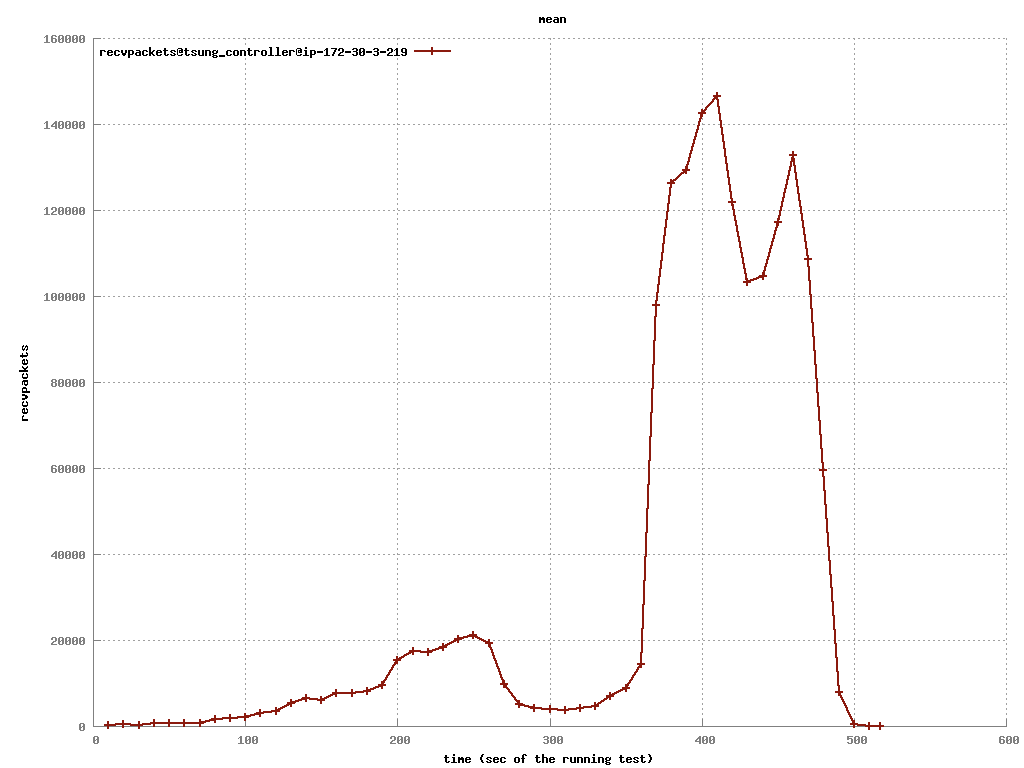 mean
recvpackets@tsung_controller@ip-172-30-3-219
160000
140000
120000
100000
80000
60000
40000
20000
0
recvpackets
0 100 200 300 400 500 600
time (sec of the running test)